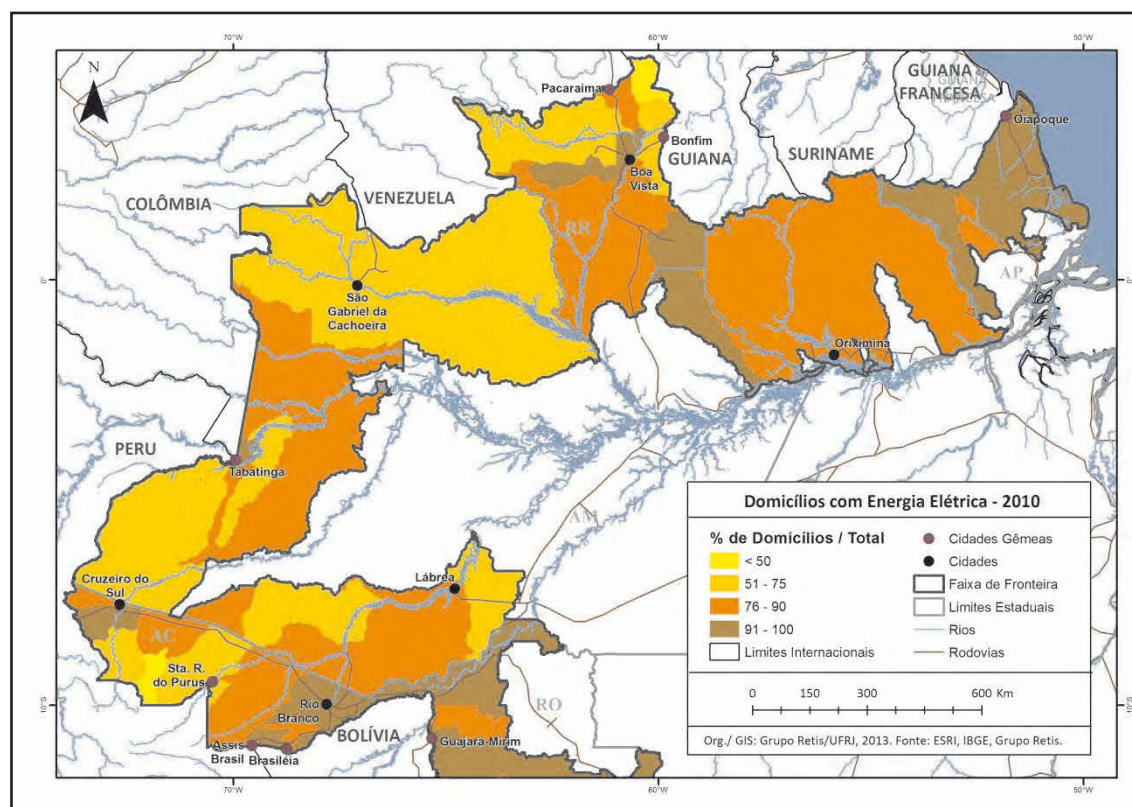 70°W
60°W
50°W
N
GUIANA
FRANCESA
GUIANA
FRANCESA
Pacaraima
Oiapoque
Bonfim
GUIANA
SURINAME
Boa
Vista
VENEZUELA
COLÔMBIA
RR
0°
0°
AP
São
Gabriel da
Cachoeira
Oriximina
PERU
Tabatinga
AM
Cruzeiro do
Sul
Lábrea
AC
Sta. R.
do Purus
RO
10°S
10°S
Rio
Branco
BOLÍVIA
Guajará-Mirim
Assis
Brasil
Brasiléia
Domicílios com Energia Elétrica - 2010
% de Domicílios / Total
< 50
51 - 75
76 - 90
91 - 100
Limites Internacionais
Cidades Gêmeas
Cidades
Faixa de Fronteira
Limites Estaduais
Rios
Rodovias
0 150 300 600 Km
Org./ GIS: Grupo Retis/UFRJ, 2013. Fonte: ESRI, IBGE, Grupo Retis.
70°W
60°W
50°W